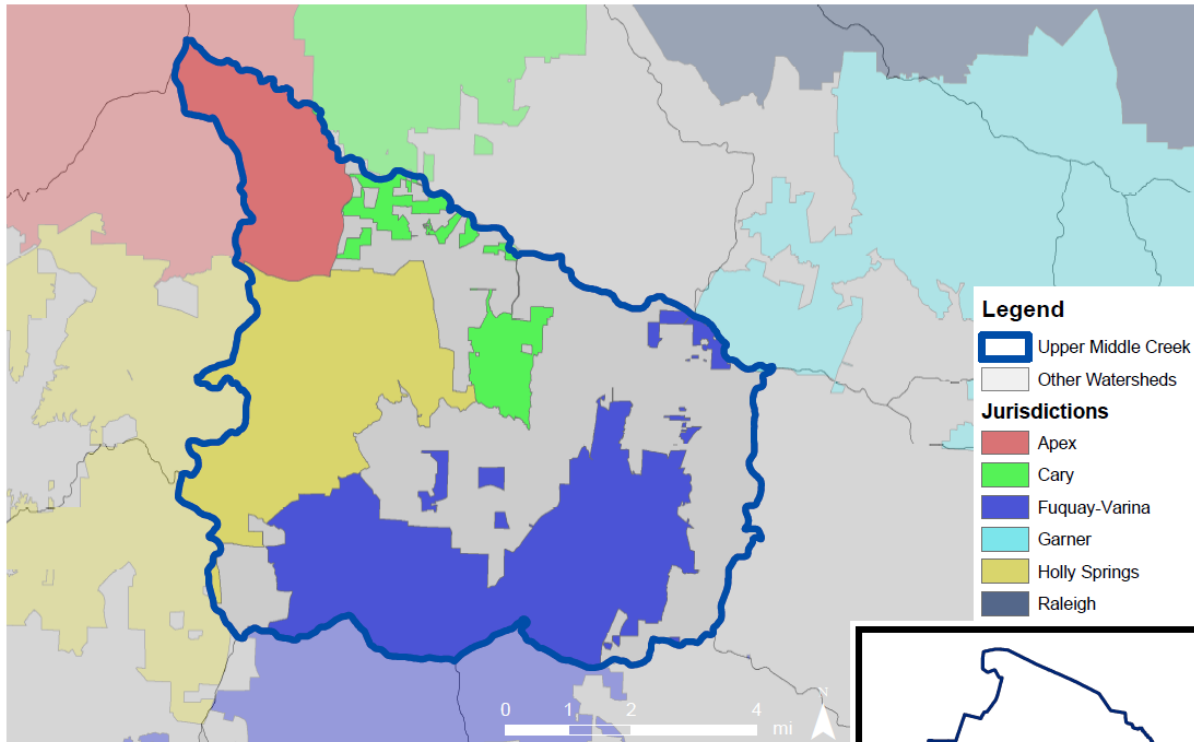 Legend
Upper Middle Creek
Other Watersheds
Jurisdictions
Apex
Cary
Fuquay-Varina
Garner
Holly Springs
Raleigh
N
0 1 2 4
mi